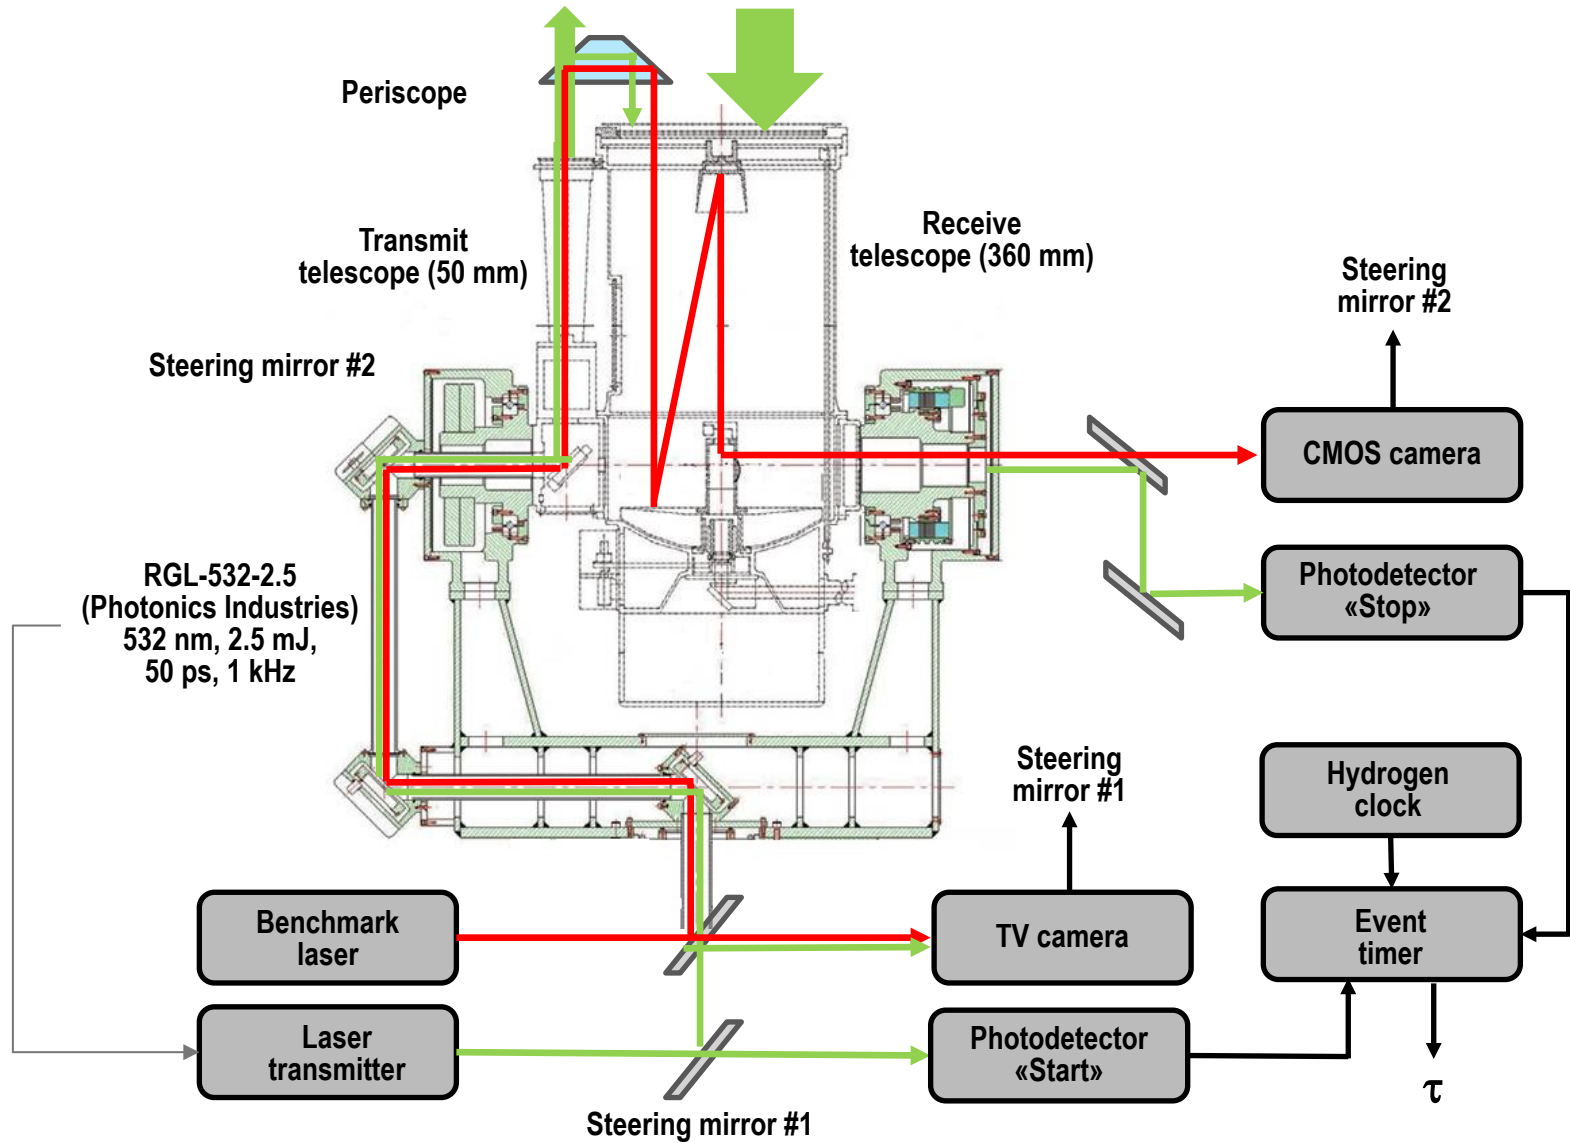 Periscope
Transmit
telescope (50 mm)
Receive
telescope (360 mm)
Steering
mirror #2
Steering mirror #2
CMOS camera
RGL-532-2.5
(Photonics Industries)
532 nm, 2.5 mJ,
50 ps, 1 kHz
Photodetector
«Stop»
Steering
mirror #1
Hydrogen
clock
Benchmark
laser
TV camera
Event
timer
Laser
transmitter
Photodetector
«Start»
τ
Steering mirror #1